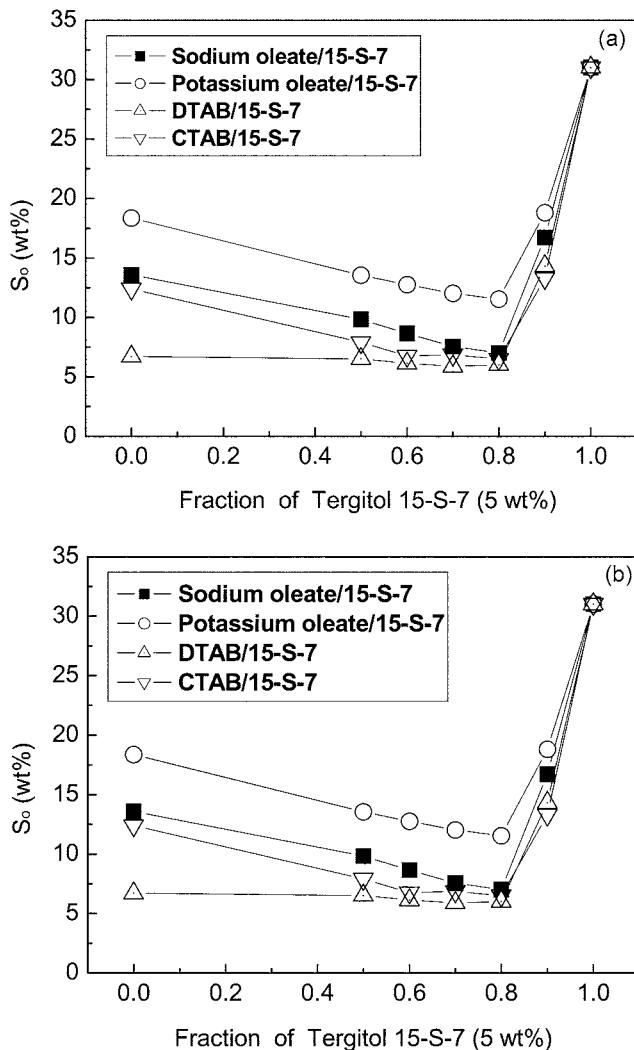 35
(a)
Sodium oleate/15-S-7
30
Potassium oleate/15-S-7
DTAB/15-S-7
25
CTAB/15-S-7
20
So (wt%)
15
10
5
0
0.0 0.2 0.4 0.6 0.8 1.0
Fraction of Tergitol 15-S-7 (5 wt%)
35
(b)
Sodium oleate/15-S-7
30
Potassium oleate/15-S-7
DTAB/15-S-7
25
CTAB/15-S-7
20
So (wt%)
15
10
5
0
0.0 0.2 0.4 0.6 0.8 1.0
Fraction of Tergitol 15-S-7 (5 wt%)